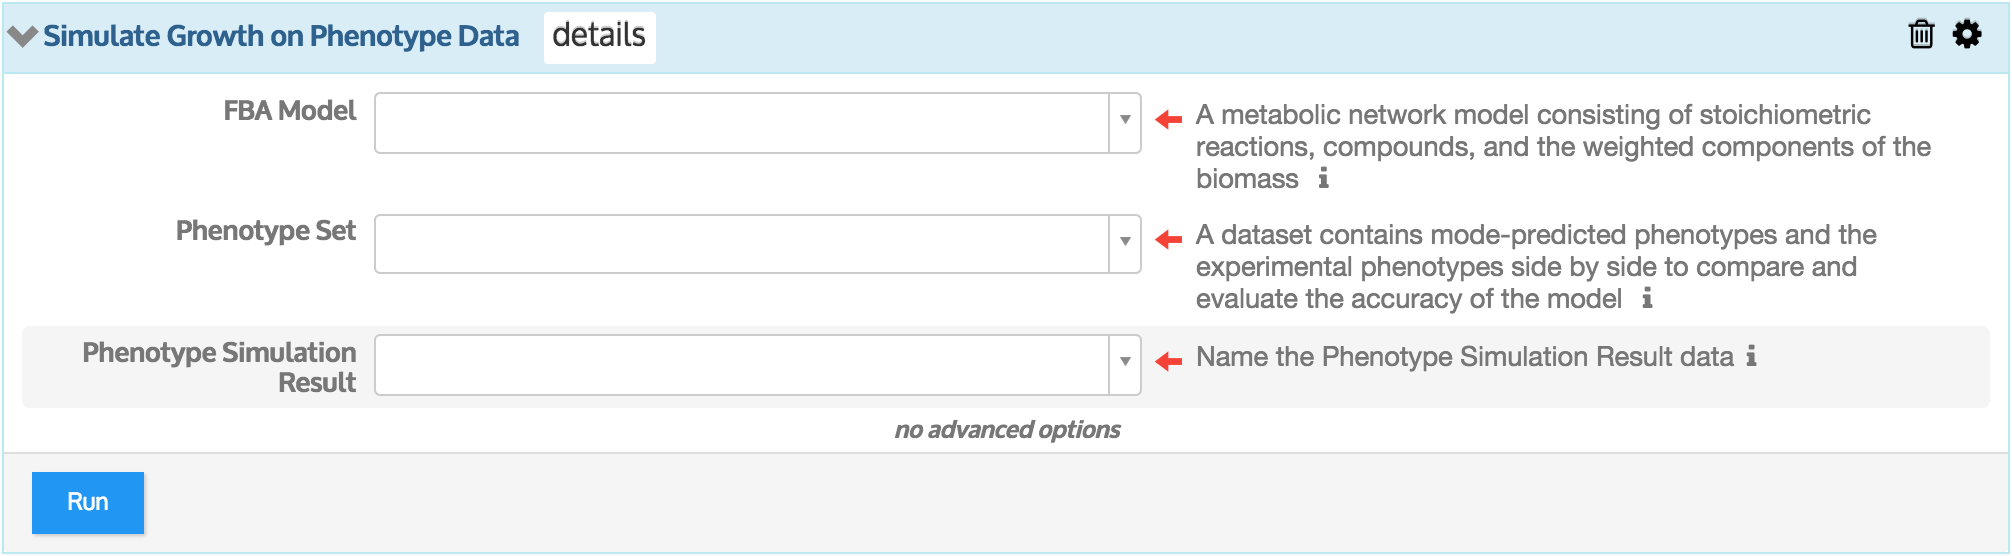 Simulate Growth on Phenotype Data details
FBA Model
A metabolic network model consisting of stoichiometric
reactions, compounds, and the weighted components of the
biomass i
Phenotype Set
A dataset contains mode-predicted phenotypes and the
experimental phenotypes side by side to compare and
evaluate the accuracy of the model i
Phenotype Simulation
Result
Name the Phenotype Simulation Result data i
no advanced options
Run